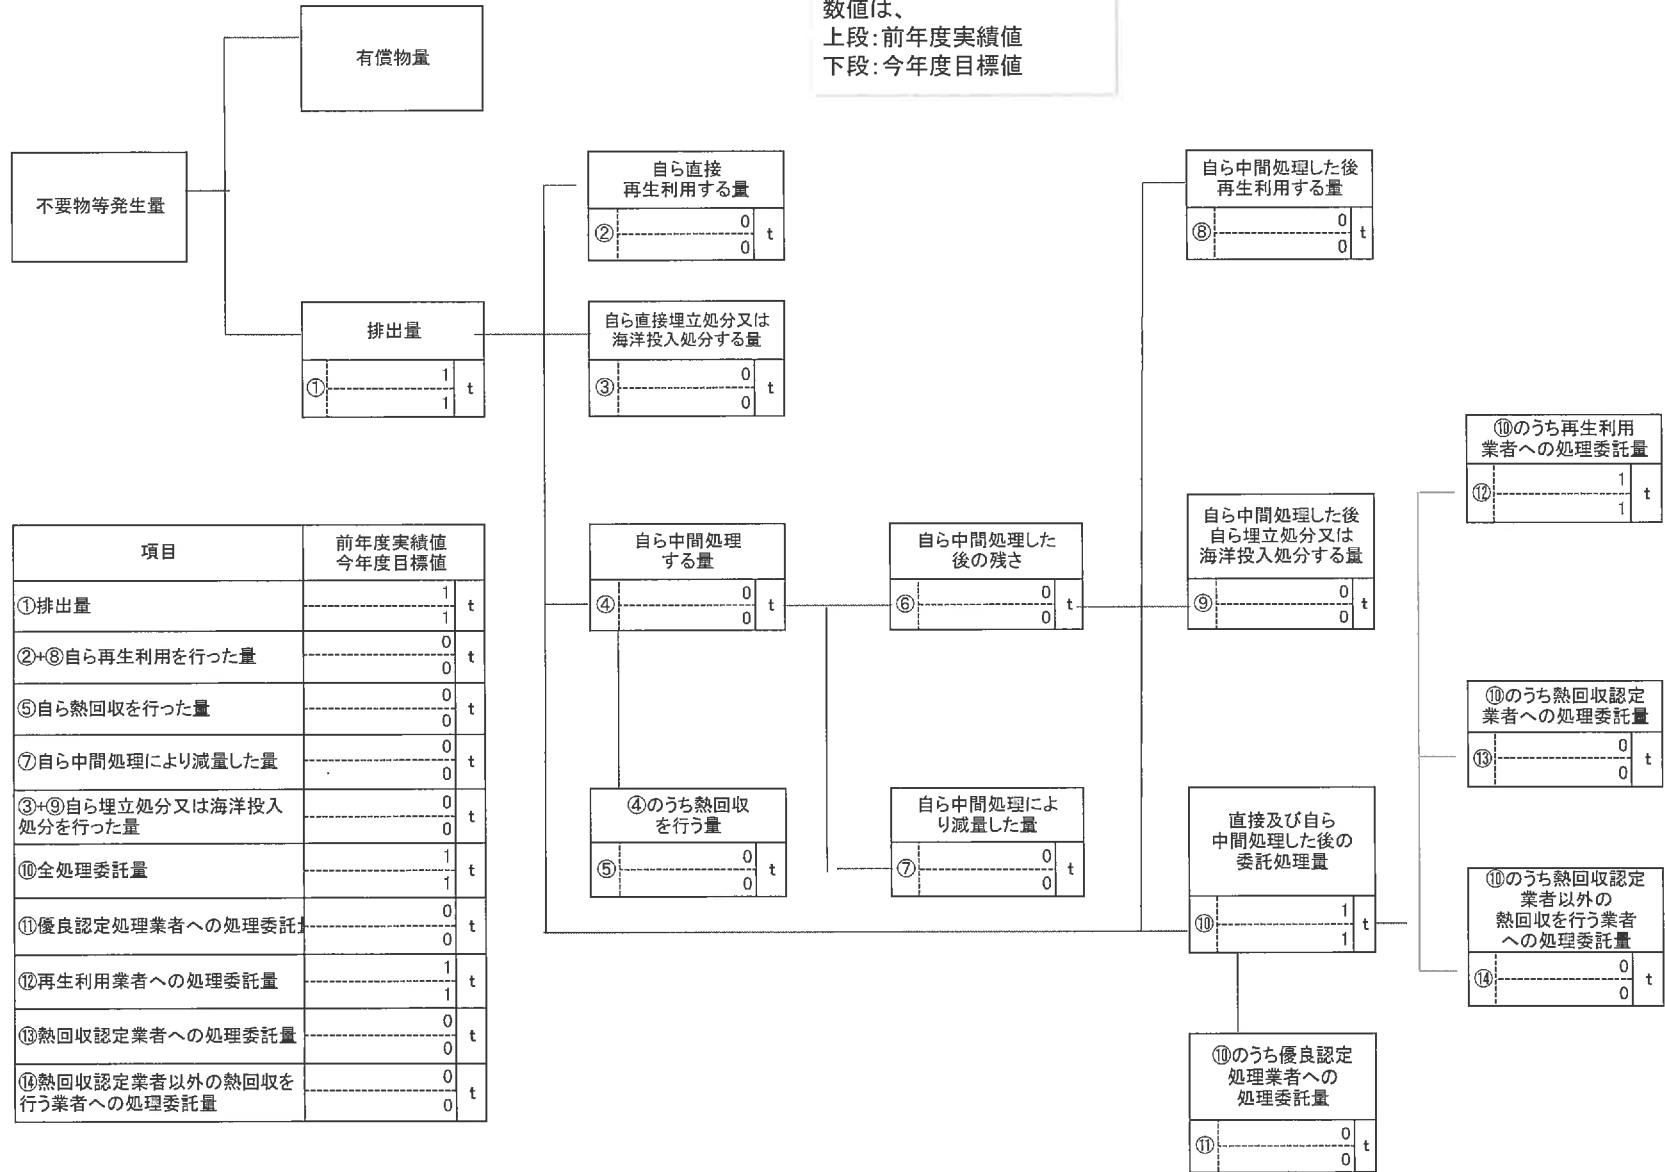 数値は、
上段：前年度実績値
下段：今年度目標値
有償物量
不要物等発生量
排出量
①
1
1
t
自ら直接
再生利用する量
②
0
0
t
自ら直接埋立処分又は
海洋投入処分する量
③
0
0
t
自ら中間処理
する量
④
0
0
t
④のうち熱回収
を行う量
⑤
0
0
t
自ら中間処理した
後の残さ
⑥
0
0
t
自ら中間処理によ
り減量した量
⑦
0
0
t
自ら中間処理した後
再生利用する量
⑧
0
0
t
自ら中間処理した後
自ら埋立処分又は
海洋投入処分する量
⑨
0
0
t
直接及び自ら
中間処理した後の
委託処理量
⑩
1
1
t
⑩のうち優良認定
処理業者への
処理委託量
⑪
0
0
t
⑩のうち再生利用
業者への処理委託量
⑫
1
1
t
⑩のうち熱回収認定
業者への処理委託量
⑬
0
0
t
⑩のうち熱回収認定
業者以外の
熱回収を行う業者
への処理委託量
⑭
0
0
t
項目
前年度実績値
今年度目標値
①排出量
1
1
t
②+⑧自ら再生利用を行った量
0
0
t
⑤自ら熱回収を行った量
0
0
t
⑦自ら中間処理により減量した量
0
0
t
③+⑨自ら埋立処分又は海洋投入
処分を行った量
0
0
t
⑩全処理委託量
1
1
t
⑪優良認定処理業者への処理委託
0
0
t
⑫再生利用業者への処理委託量
1
1
t
⑬熱回収認定業者への処理委託量
0
0
t
⑭熱回収認定業者以外の熱回収を
行う業者への処理委託量
0
0
t